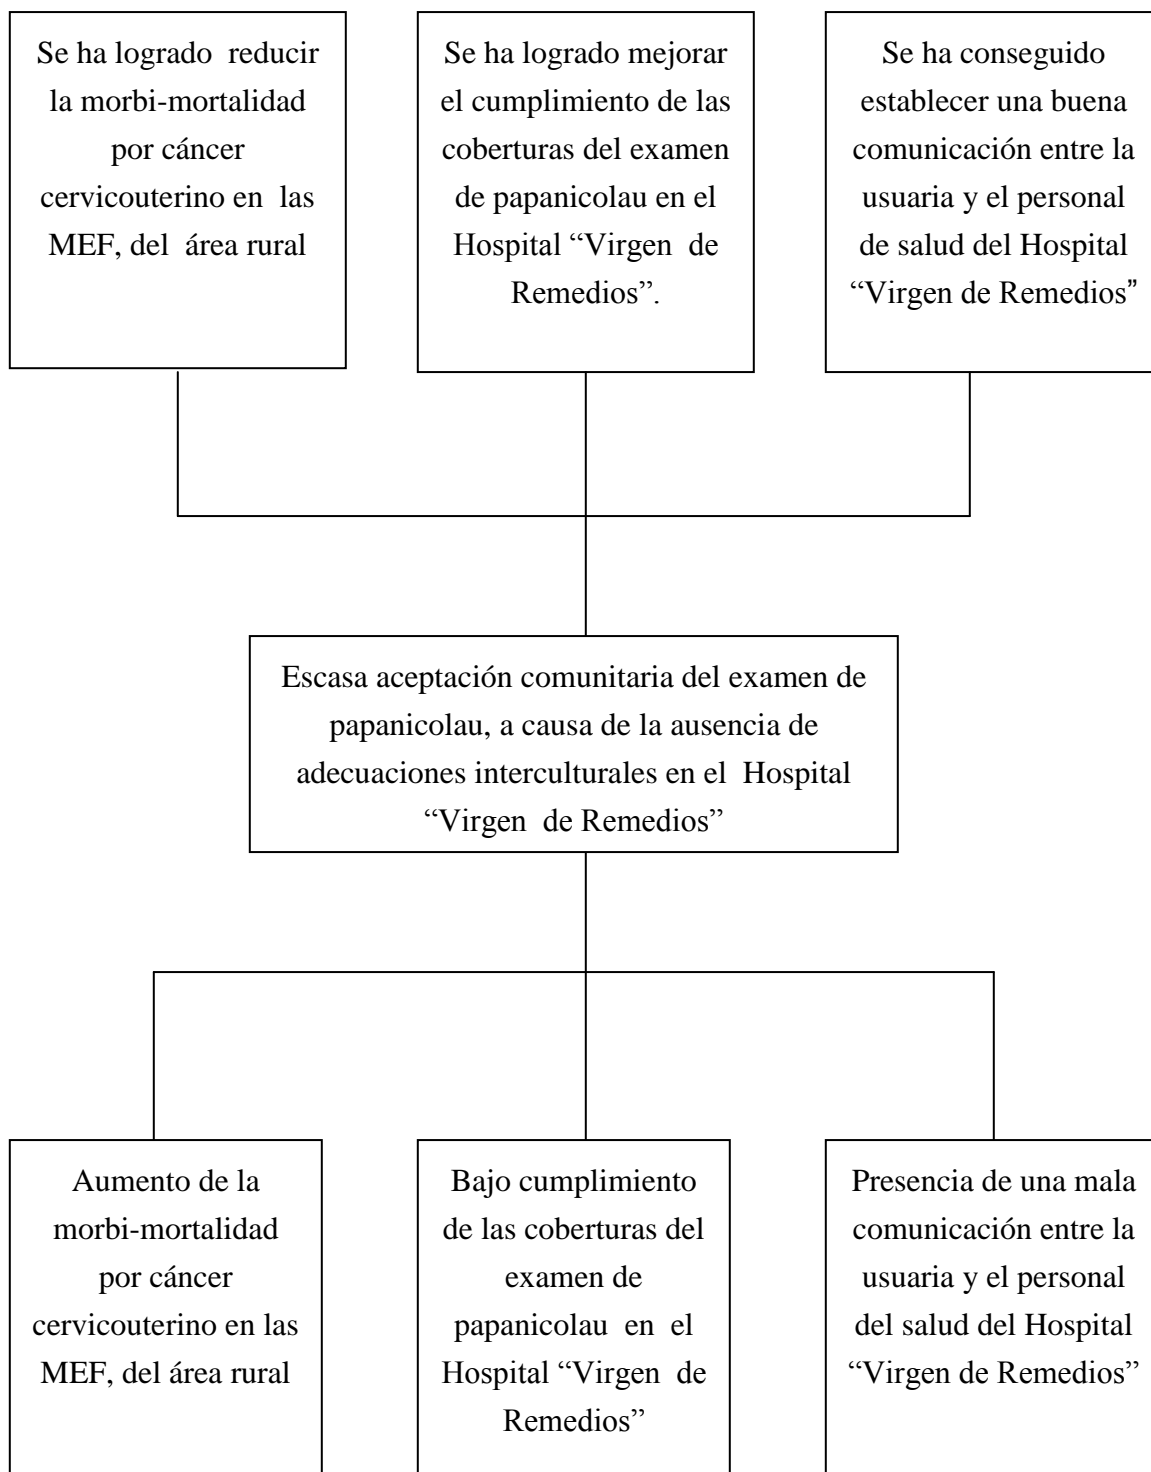 Se ha logrado reducir
la morbi-mortalidad
por cáncer
cervicouterino en las
MEF, del área rural
Se ha logrado mejorar
el cumplimiento de las
coberturas del examen
de papanicolau en el
Hospital “Virgen de
Remedios”.
Se ha conseguido
establecer una buena
comunicación entre la
usuaria y el personal
de salud del Hospital
“Virgen de Remedios”
Escasa aceptación comunitaria del examen de
papanicolau, a causa de la ausencia de
adecuaciones interculturales en el Hospital
“Virgen de Remedios”
Aumento de la
morbi-mortalidad
por cáncer
cervicouterino en las
MEF, del área rural
Bajo cumplimiento
de las coberturas del
examen de
papanicolau en el
Hospital “Virgen de
Remedios”
Presencia de una mala
comunicación entre la
usuaria y el personal
del salud del Hospital
“Virgen de Remedios”